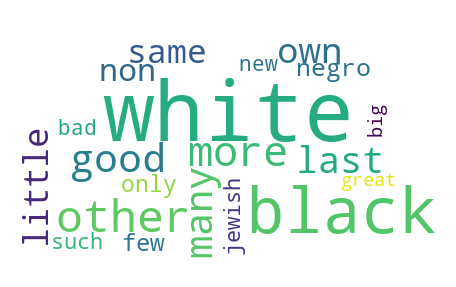 same
own
non
new
negro
white
big
bad
good
more
last
little
only
many
great
other
jewish
black
such
few